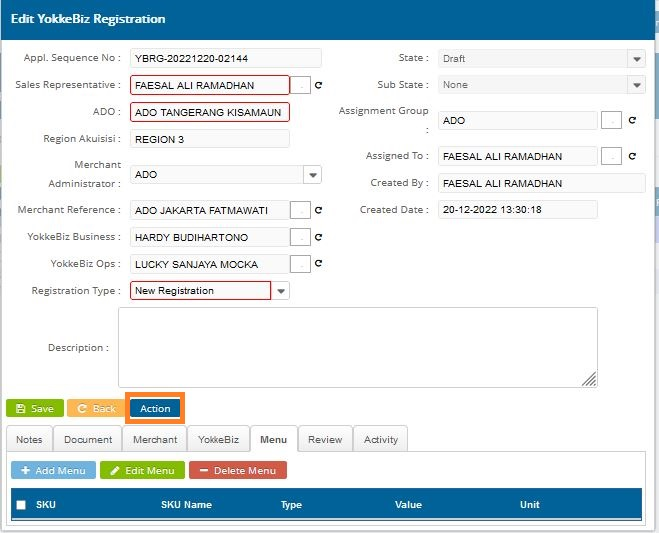 Edit YokkeBiz Registration
Appl. Sequence No : YBRG-20221220-02144
State : Draft
Sales Representative : FAESAL ALI RAMADHAN
Sub State : None
ADO : ADO TANGERANG KISAMAUN
Assignment Group : ADO
Region Akuisisi : REGION 3
Assigned To : FAESAL ALI RAMADHAN
Merchant Administrator : ADO
Created By : FAESAL ALI RAMADHAN
Merchant Reference : ADO JAKARTA FATMAWATI
Created Date : 20-12-2022 13:30:18
YokkeBiz Business : HARDY BUDIHARTONO
YokkeBiz Ops : LUCKY SANJAYA MOCKA
Registration Type : New Registration
Description :
Save Back Action
Notes Document Merchant YokkeBiz Menu Review Activity
Add Menu Edit Menu Delete Menu
SKU SKU Name Type Value Unit